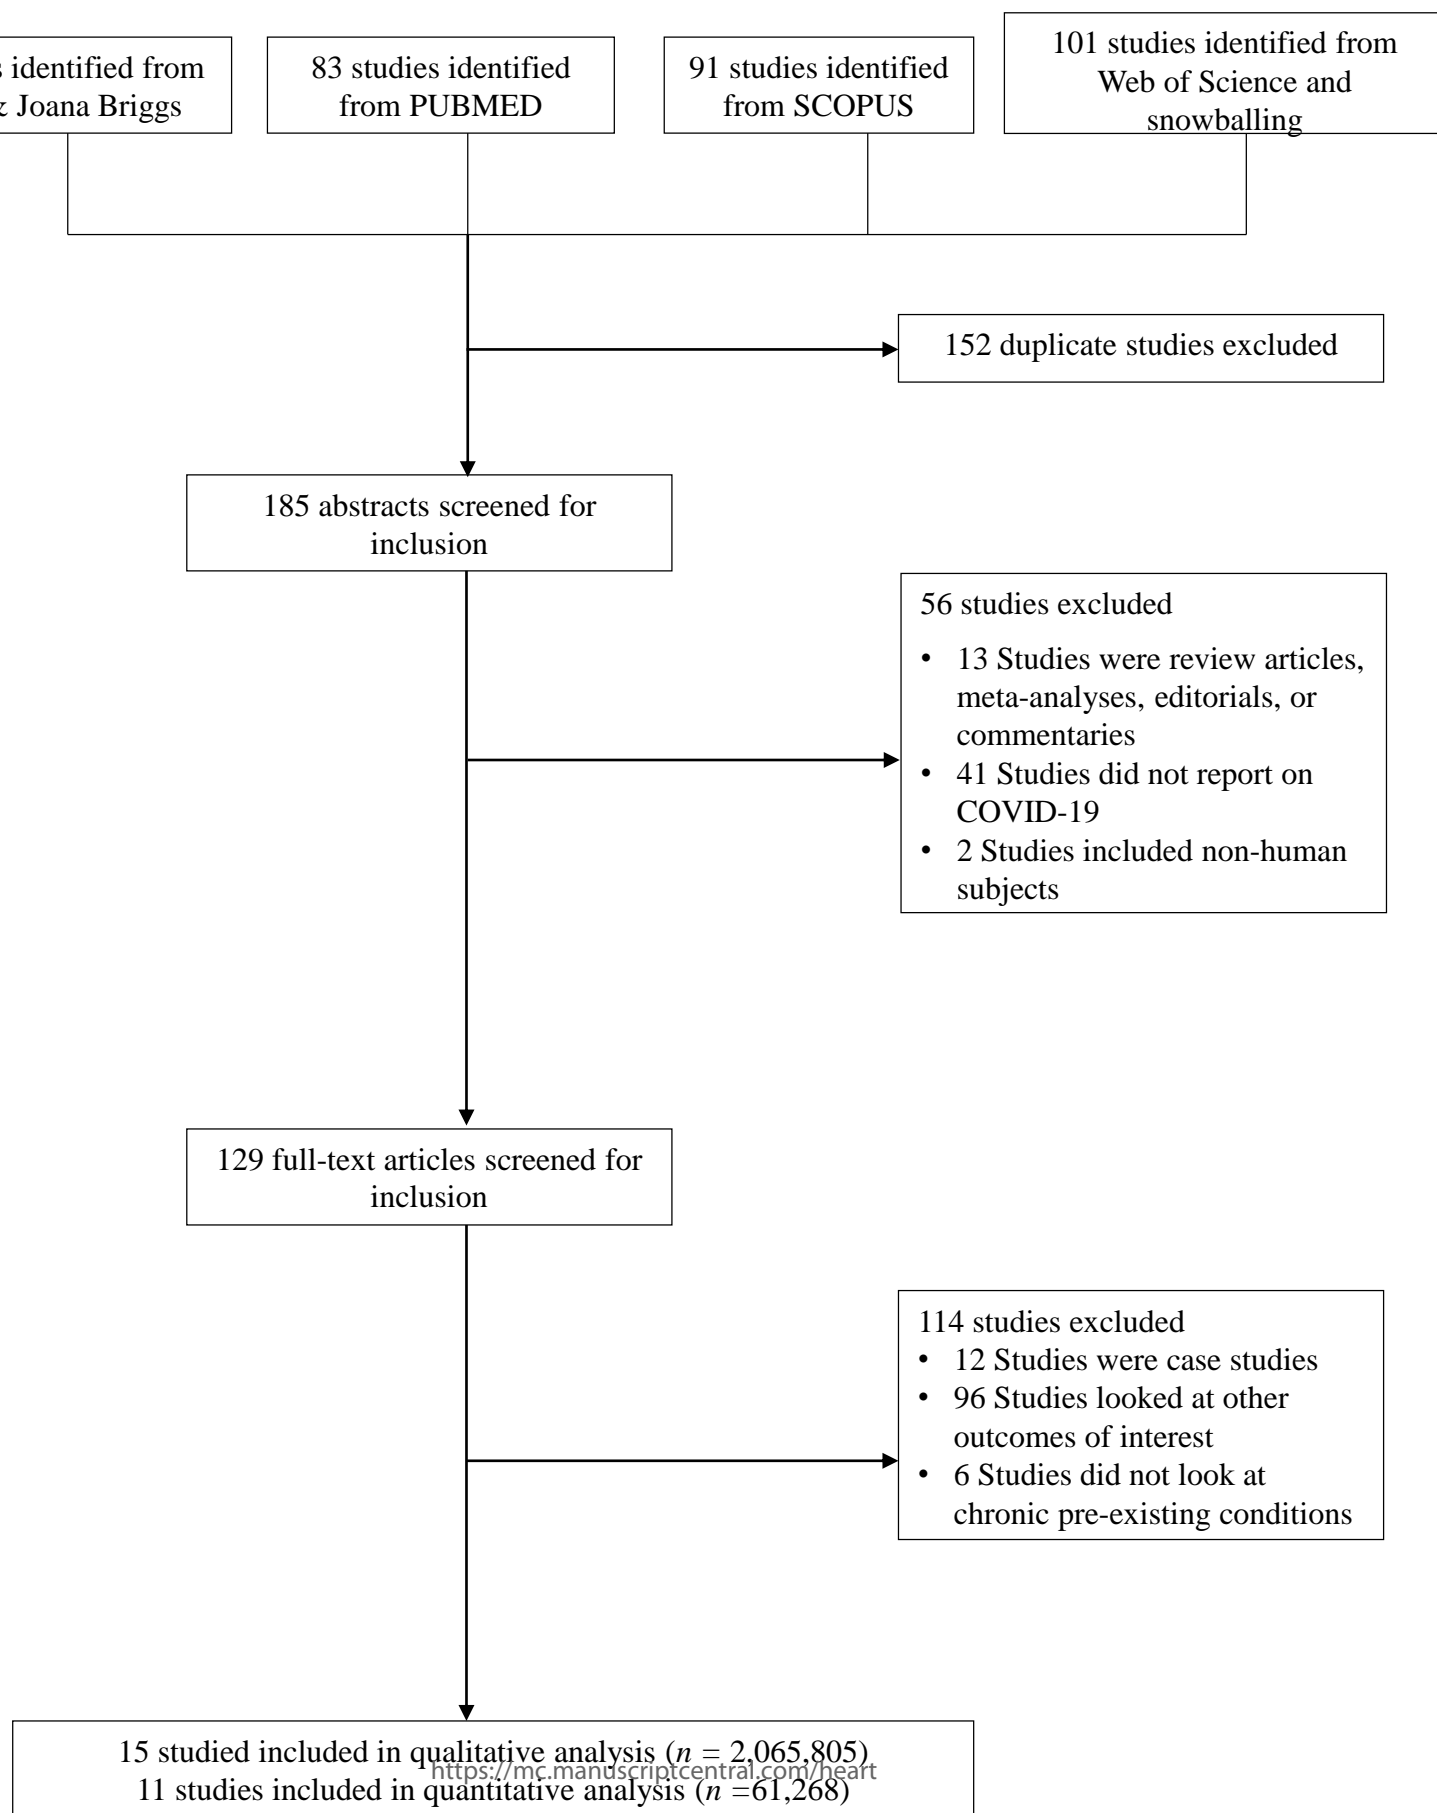 identified from
& Joana Briggs
83 studies identified
from PUBMED
91 studies identified
from SCOPUS
101 studies identified from
Web of Science and
snowballing
152 duplicate studies excluded
185 abstracts screened for
inclusion
56 studies excluded
• 13 Studies were review articles,
meta-analyses, editorials, or
commentaries
• 41 Studies did not report on
COVID-19
• 2 Studies included non-human
subjects
129 full-text articles screened for
inclusion
114 studies excluded
• 12 Studies were case studies
• 96 Studies looked at other
outcomes of interest
• 6 Studies did not look at
chronic pre-existing conditions
15 studied included in qualitative analysis (n = 2,065,805)
https://mc.manuscriptcentral.com/heart
11 studies included in quantitative analysis (n =61,268)